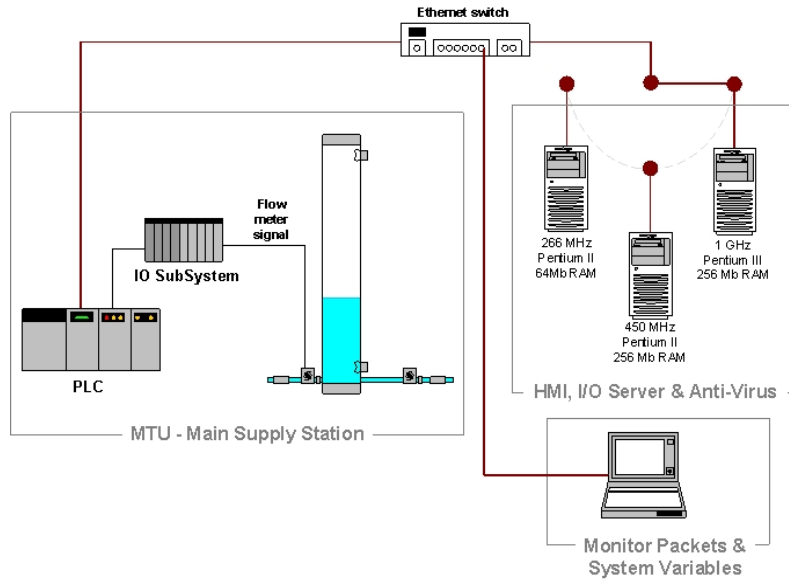 Ethernet switch
Flow
meter
signal
IO SubSystem
PLC
MTU - Main Supply Station
266 MHz
Pentium II
64Mb RAM
1 GHz
Pentium III
256 Mb RAM
450 MHz
Pentium II
256 Mb RAM
HMI, I/O Server & Anti-Virus
Monitor Packets &
System Variables